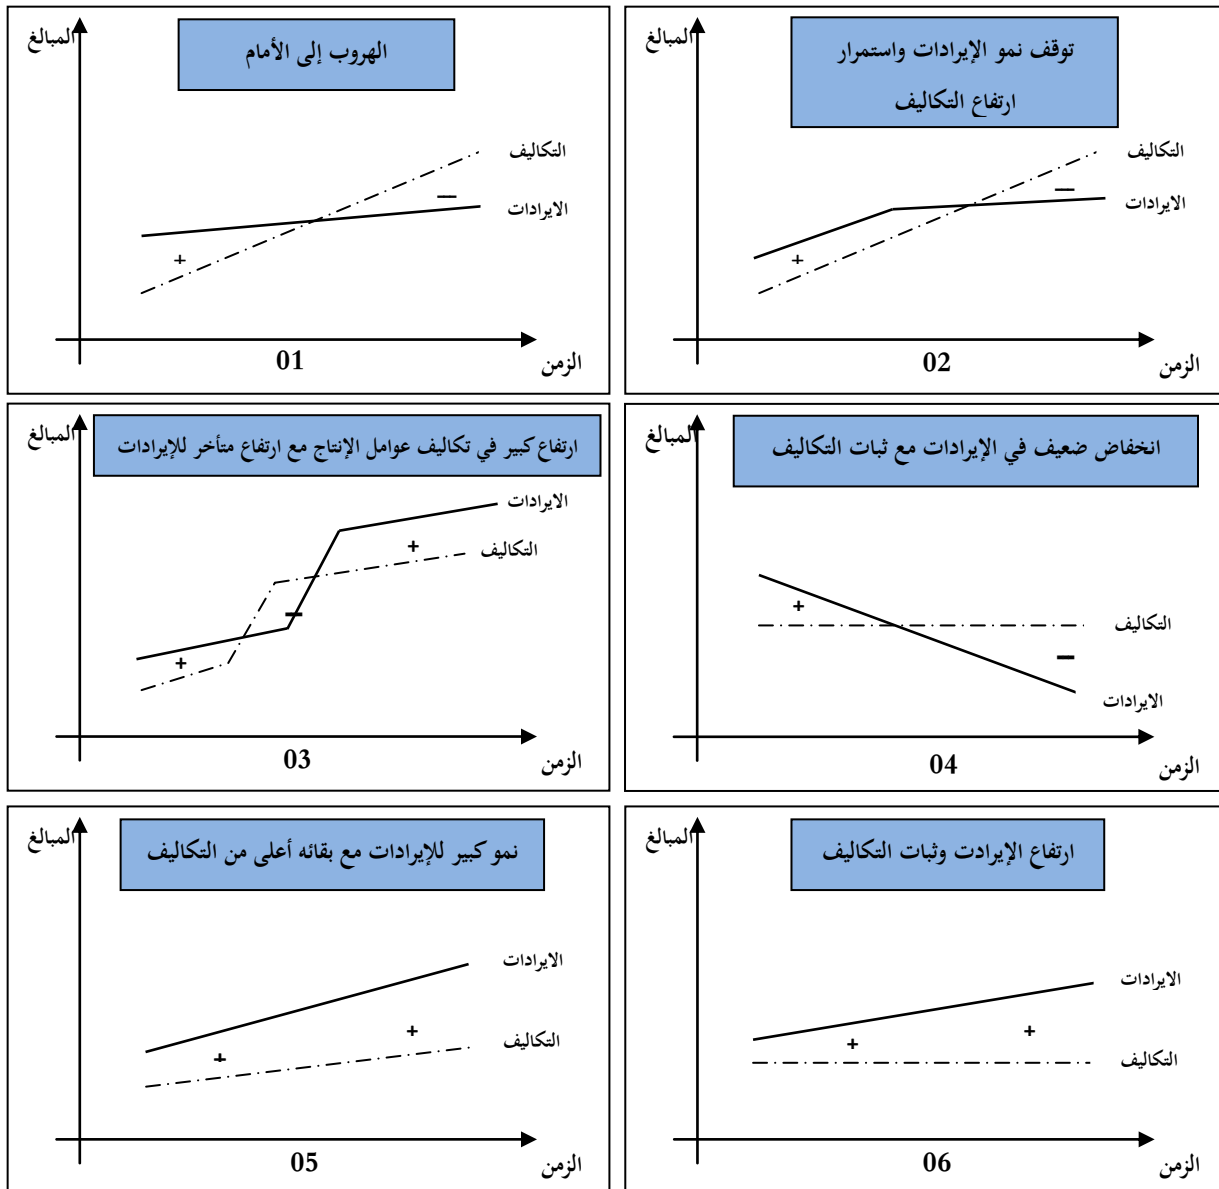 المبالغ
الهروب إلى الأمام
التكاليف
الايرادات
+
—
الزمن
01
المبالغ
توقف نمو الإيرادات واستمرار
ارتفاع التكاليف
التكاليف
الايرادات
+
—
الزمن
02
المبالغ
ارتفاع كبير في تكاليف عوامل الإنتاج مع ارتفاع متأخر للإيرادات
الايرادات
التكاليف
+
—
+
الزمن
03
المبالغ
انخفاض ضعيف في الإيرادات مع ثبات التكاليف
+
التكاليف
—
الايرادات
الزمن
04
المبالغ
نمو كبير للإيرادات مع بقائه أعلى من التكاليف
الايرادات
+
+
التكاليف
الزمن
05
المبالغ
ارتفاع الإيرادت وثبات التكاليف
الايرادات
+
+
التكاليف
الزمن
06